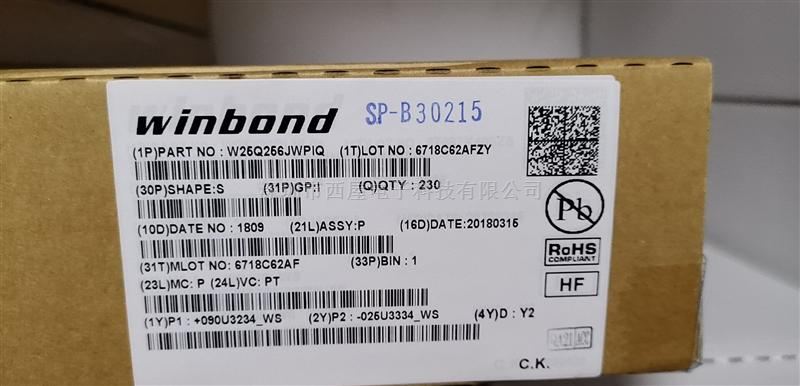 winbond SP-B30215
(1P)PART NO : W25Q256JWPIQ (1T)LOT NO : 6718C62AFZY
(30P)SHAPE:S (31P)GP:I (Q)QTY : 230
(10D)DATE NO : 1809 (21L)ASSY:P (16D)DATE:20180315
(31T)MLOT NO: 6718C62AF (33P)BIN : 1
(23L)MC: P (24L)VC: PT
(1Y)P1 : +090U3234_WS (2Y)P2 : -025U3334_WS (4Y)D : Y2
Pb
RoHS
COMPLIANT
HF
C.K.